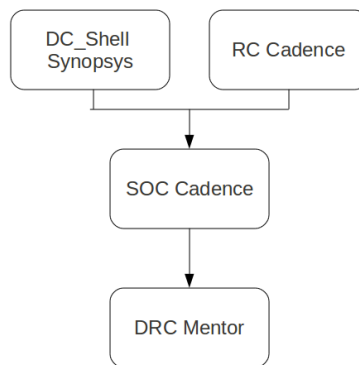 DC_Shell
Synopsys
RC Cadence
SOC Cadence
DRC Mentor